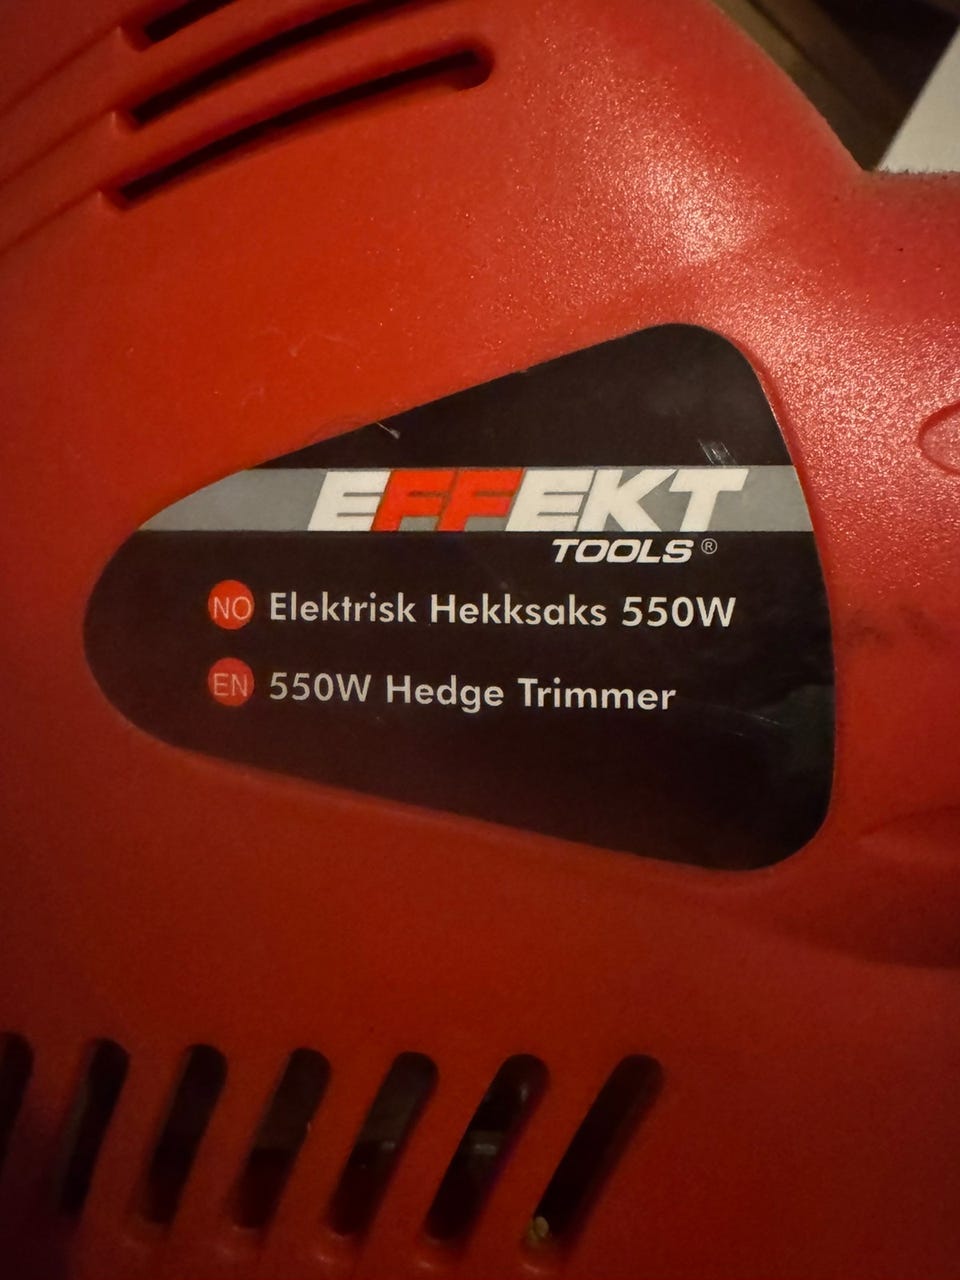 EFFEKT
TOOLS®
NO Elektrisk Hekksaks 550W
EN 550W Hedge Trimmer